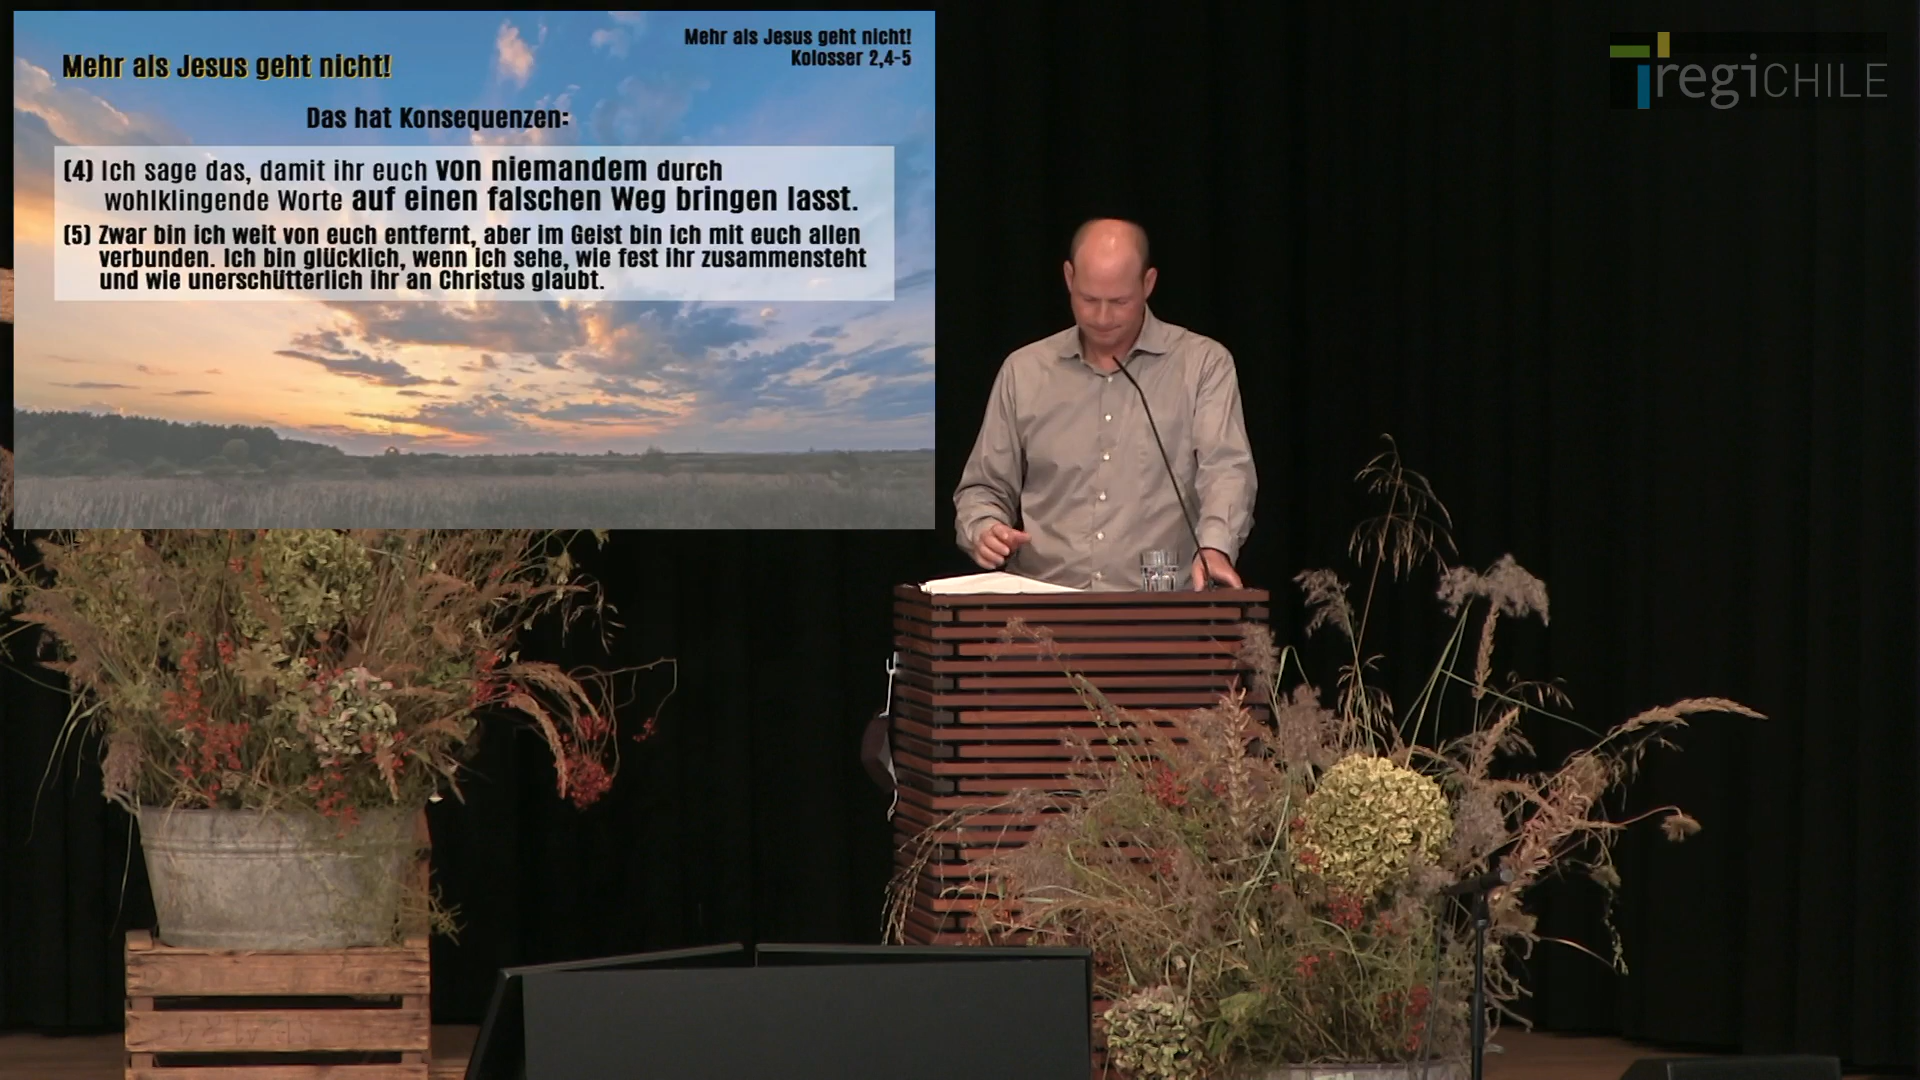 Mehr als Jesus geht nicht!
Kolosser 2,4-5
Mehr als Jesus geht nicht!
Das hat Konsequenzen:
(4) Ich sage das, damit ihr euch von niemandem durch
wohlklingende Worte auf einen falschen Weg bringen lasst.
(5) Zwar bin ich weit von euch entfernt, aber im Geist bin ich mit euch allen
verbunden. Ich bin glücklich, wenn ich sehe, wie fest ihr zusammensteht
und wie unerschütterlich ihr an Christus glaubt.
regiCHILE